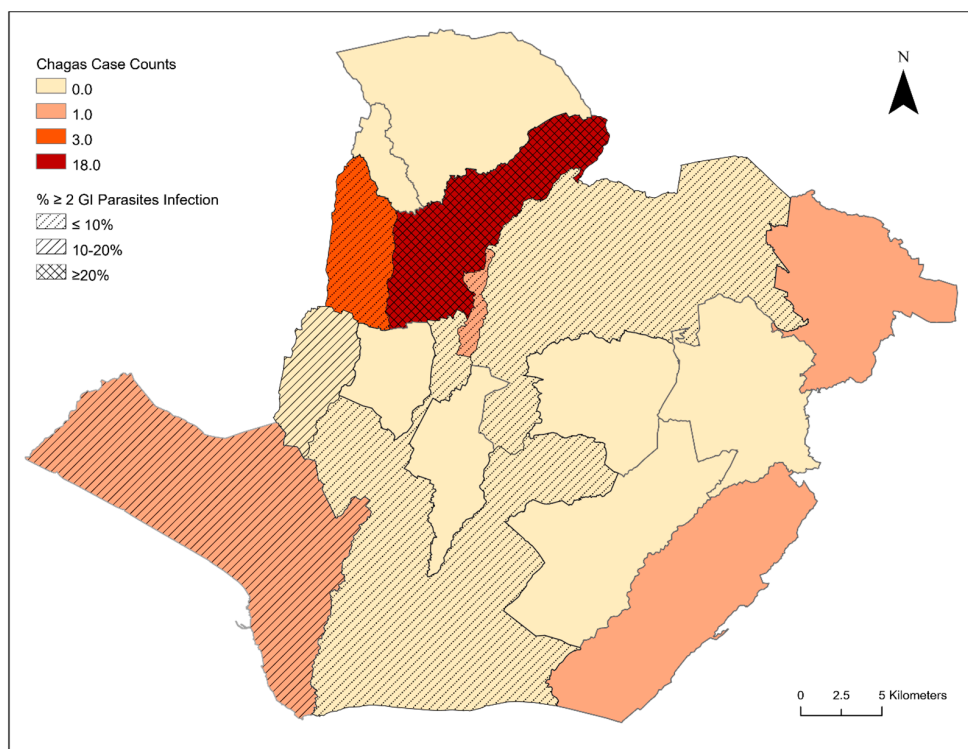 Chagas Case Counts
0.0
1.0
3.0
18.0
% ≥ 2 GI Parasites Infection
≤ 10%
10-20%
≥20%
N
0 2.5 5 Kilometers